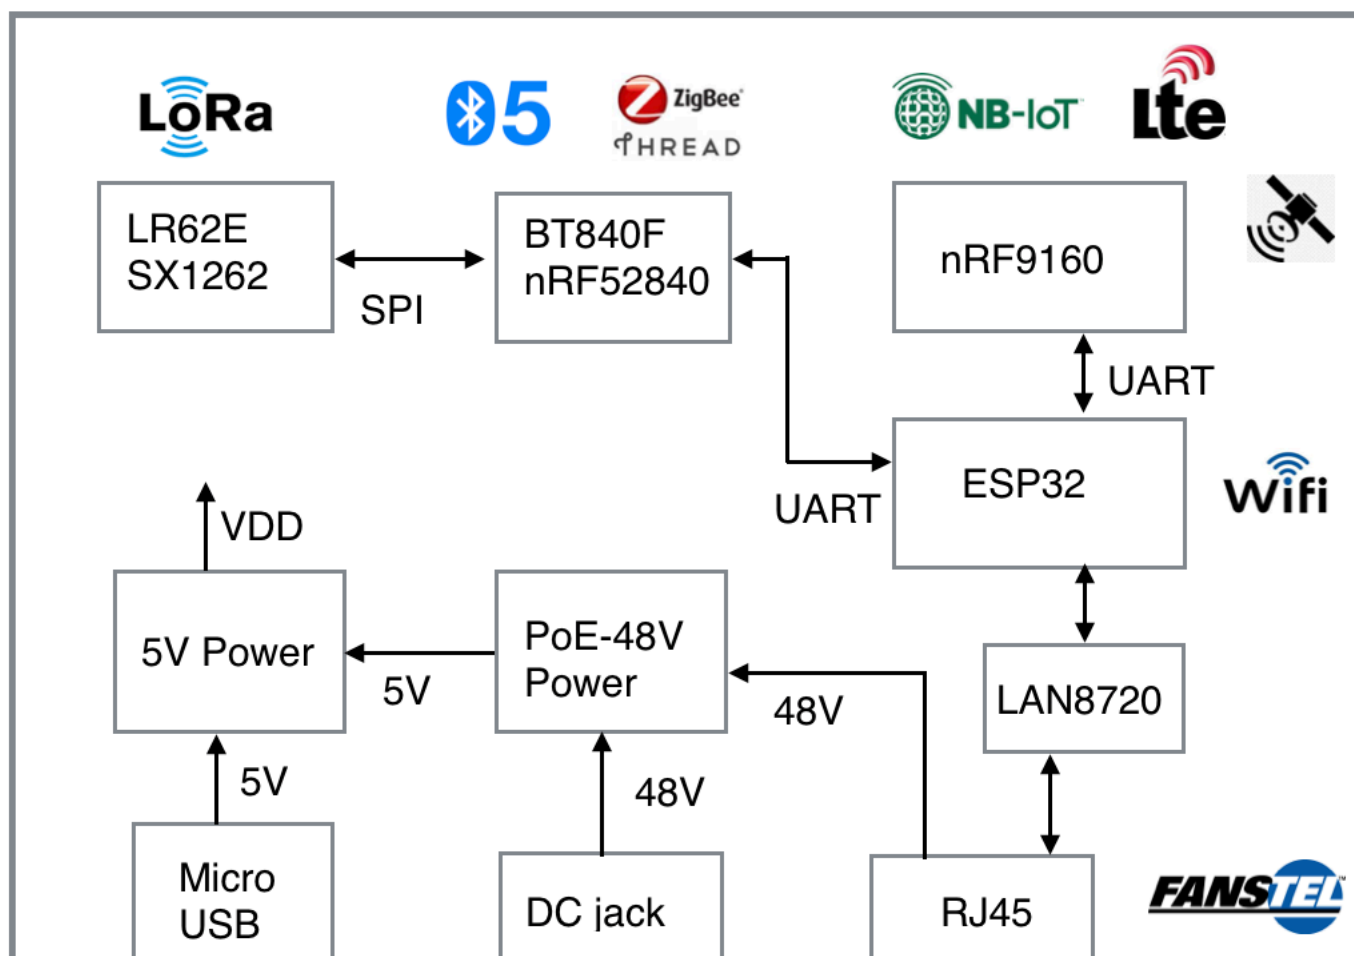 LoRa
5
ZigBee
THREAD
NB-IoT
Lte
LR62E
SX1262
SPI
BT840F
nRF52840
nRF9160
UART
ESP32
UART
Wifi
VDD
5V Power
5V
PoE-48V
Power
48V
LAN8720
5V
48V
Micro
USB
DC jack
RJ45
FANSTEL